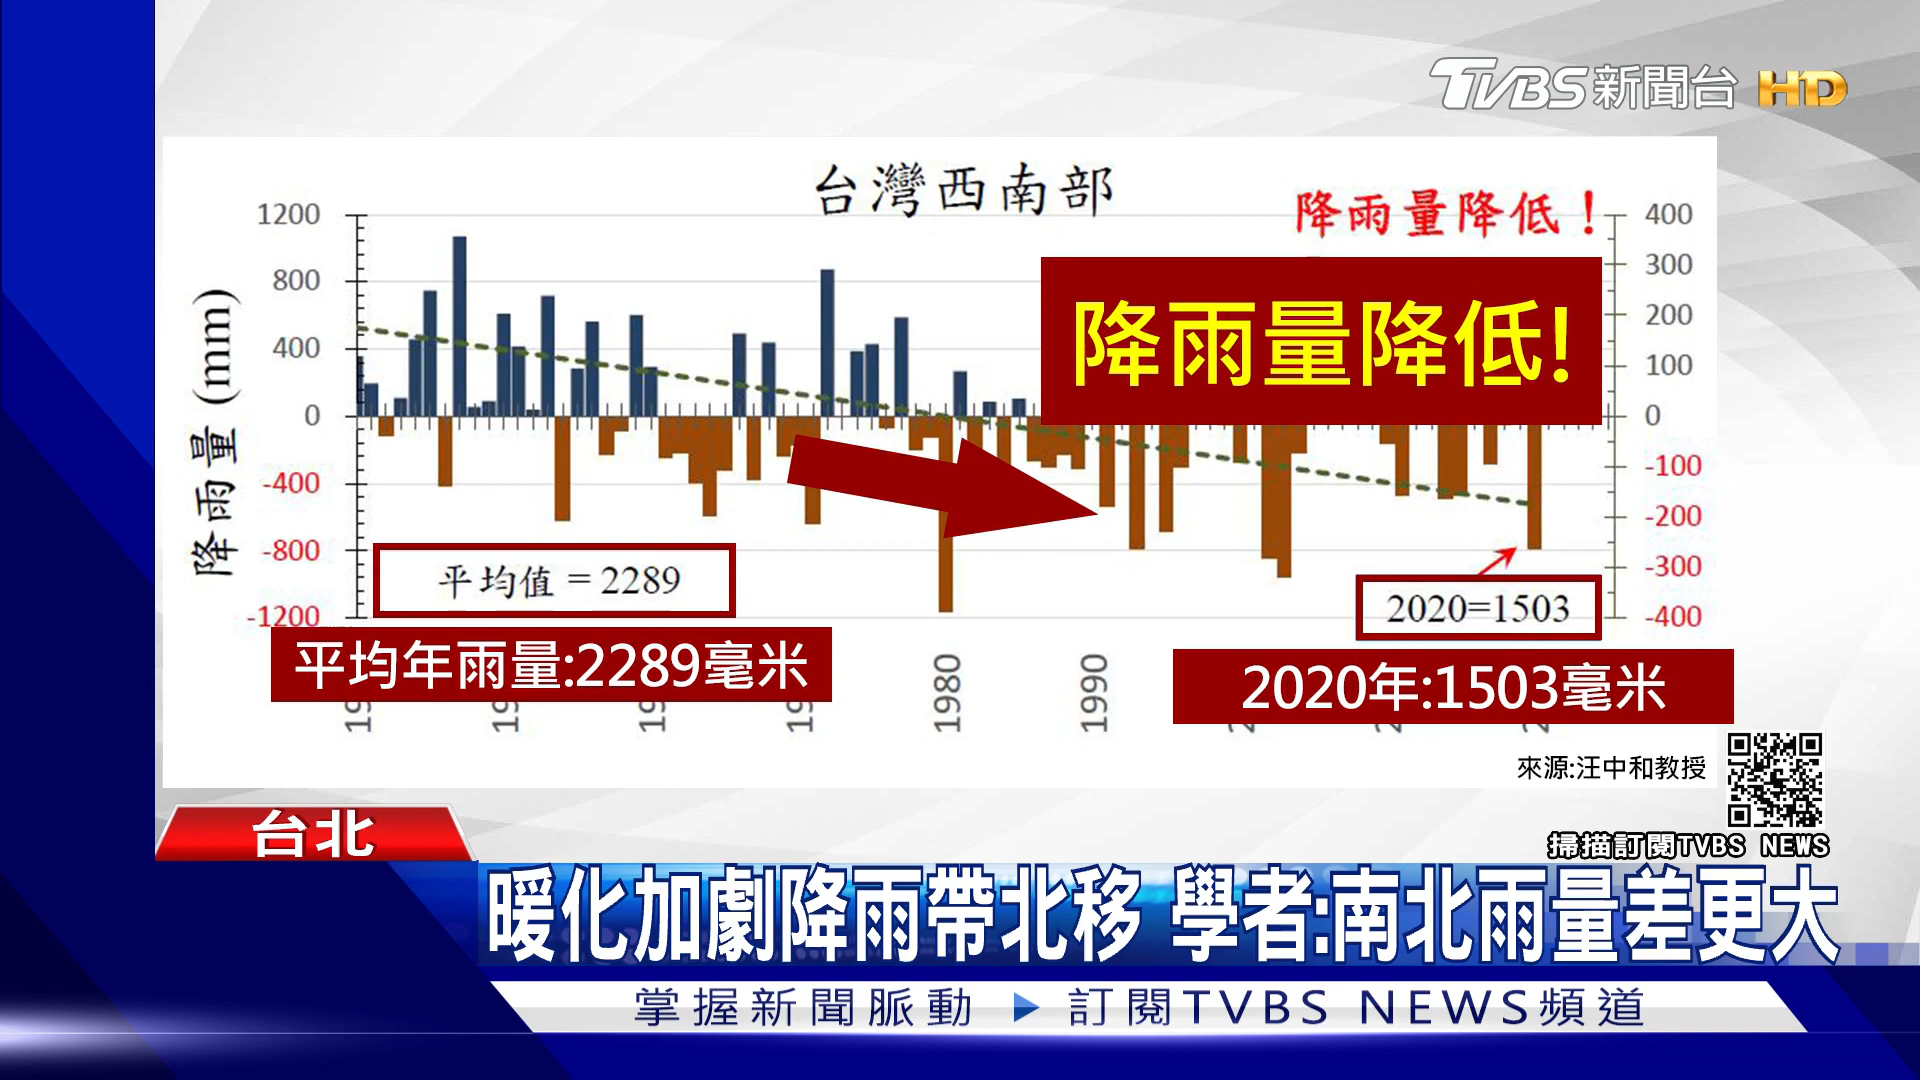 TVBS新聞台 HD
台灣西南部
降雨量降低！
降雨量降低!
降雨量 (mm)
1200
800
400
0
-400
-800
-1200
400
300
200
100
0
-100
-200
-300
-400
平均值 = 2289
平均年雨量:2289毫米
2020=1503
2020年:1503毫米
1980
1990
來源:汪中和教授
掃描訂閱TVBS NEWS
台北
暖化加劇降雨帶北移 學者:南北雨量差更大
掌握新聞脈動 ▶ 訂閱TVBS NEWS頻道